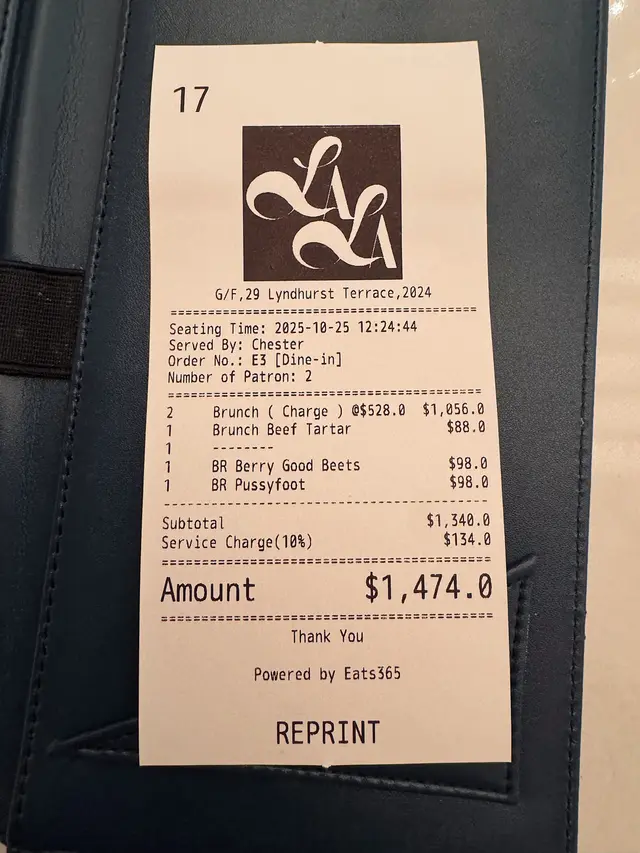 17
LA
LA
G/F,29 Lyndhurst Terrace,2024
Seating Time: 2025-10-25 12:24:44
Served By: Chester
Order No.: E3 [Dine-in]
Number of Patron: 2
2 Brunch ( Charge ) @$528.0 $1,056.0
1 Brunch Beef Tartar $88.0
1 --------
1 BR Berry Good Beets $98.0
1 BR Pussyfoot $98.0
Subtotal $1,340.0
Service Charge(10%) $134.0
Amount $1,474.0
Thank You
Powered by Eats365
REPRINT